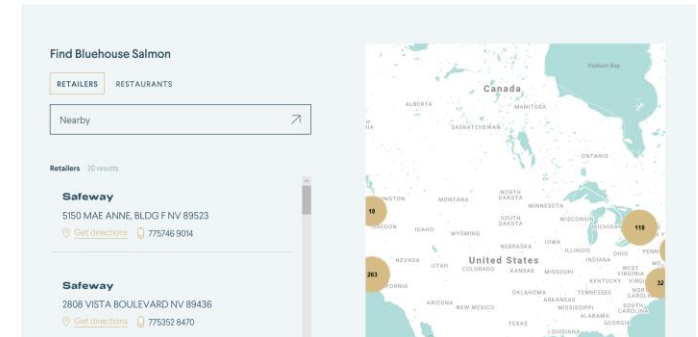 Find Bluehouse Salmon
RETAILERS RESTAURANTS
Nearby
Retailers 20 results
Safeway
5150 MAE ANNE, BLDG F NV 89523
Get directions 775746 9014
Safeway
2808 VISTA BOULEVARD NV 89436
Get directions 775352 8470
Hudson Bay
Canada
ALBERTA
MANITOBA
SASKATCHEWAN
ONTARIO
NORTH
DAKOTA
MONTANA
MINNESOTA
18
SOUTH
DAKOTA
WISCONSIN
MICHIGAN
118
IDAHO
WYOMING
NEBRASKA
IOWA
ILLINOIS
INDIANA
OHIO
PENN
NEVADA
UTAH
United States
COLORADO
KANSAS
MISSOURI
WEST
VIRGINIA
KENTUCKY
263
32
OKLAHOMA
TENNESSEE
ARKANSAS
ARIZONA
NEW MEXICO
MISSISSIPPI
SOUTH
CAROLINA
ALABAMA
GEORGIA
TEXAS
LOUISIANA